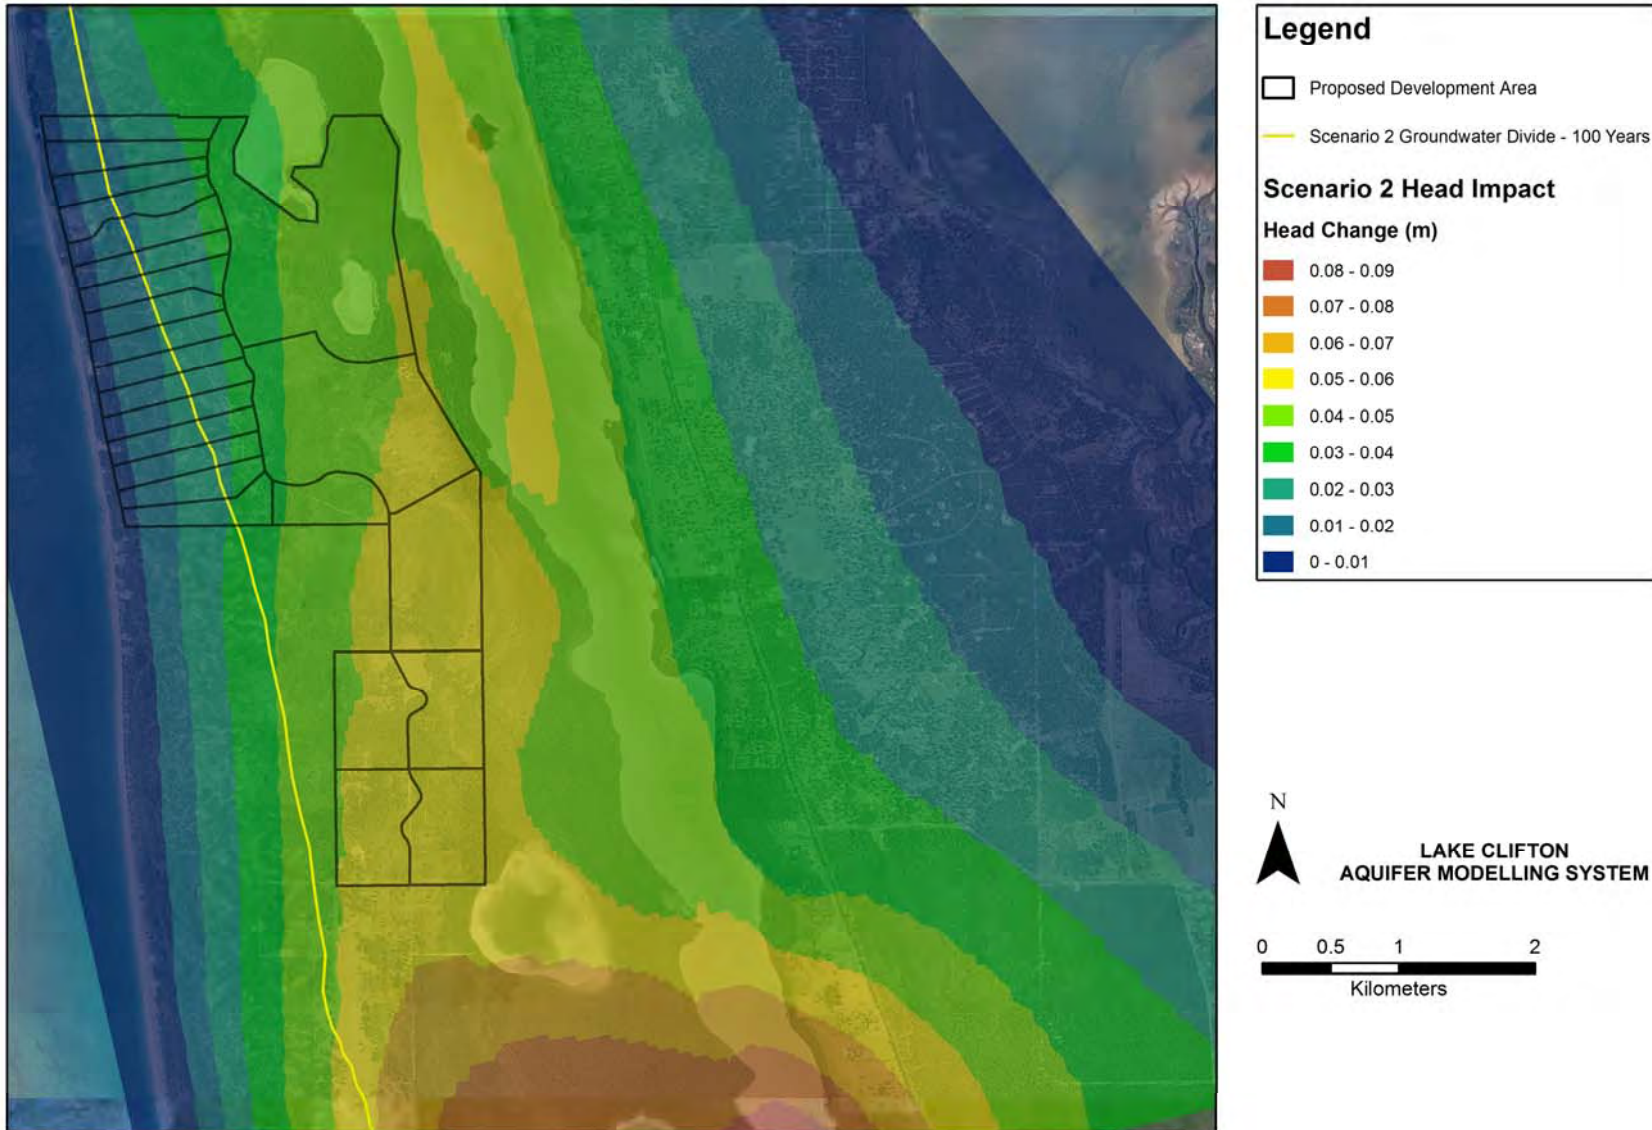 Legend
Proposed Development Area
Scenario 2 Groundwater Divide - 100 Years
Scenario 2 Head Impact
Head Change (m)
0.08 - 0.09
0.07 - 0.08
0.06 - 0.07
0.05 - 0.06
0.04 - 0.05
0.03 - 0.04
0.02 - 0.03
0.01 - 0.02
0 - 0.01
N
LAKE CLIFTON
AQUIFER MODELLING SYSTEM
0 0.5 1 2
Kilometers